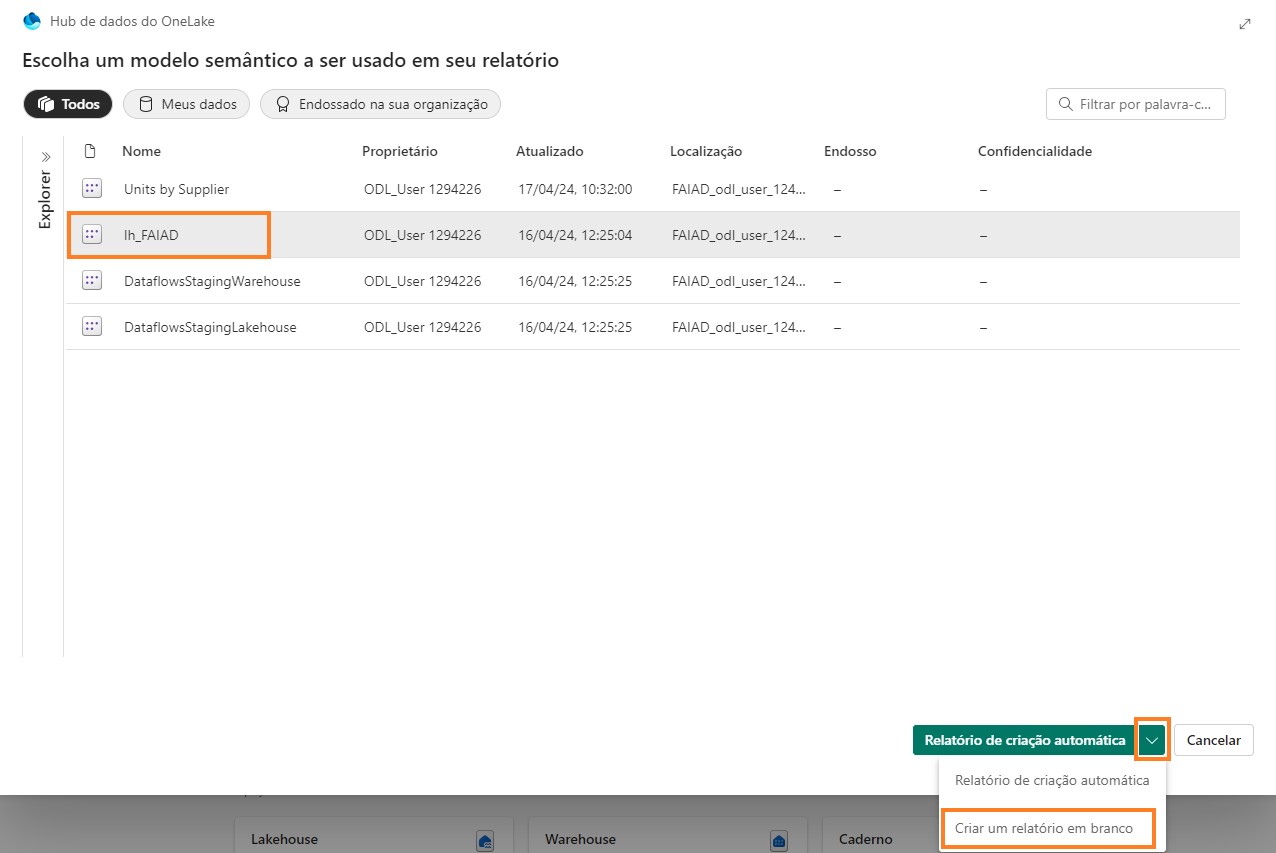 Hub de dados do OneLake
Escolha um modelo semântico a ser usado em seu relatório
Todos Meus dados Endossado na sua organização Filtrar por palavra-c...
Explorer
Nome Proprietário Atualizado Localização Endosso Confidencialidade
Units by Supplier ODL_User 1294226 17/04/24, 10:32:00 FAIAD_odl_user_124... – –
lh_FAIAD ODL_User 1294226 16/04/24, 12:25:04 FAIAD_odl_user_124... – –
DataflowsStagingWarehouse ODL_User 1294226 16/04/24, 12:25:25 FAIAD_odl_user_124... – –
DataflowsStagingLakehouse ODL_User 1294226 16/04/24, 12:25:25 FAIAD_odl_user_124... – –
Relatório de criação automática Cancelar
Relatório de criação automática
Criar um relatório em branco
Lakehouse Warehouse Caderno